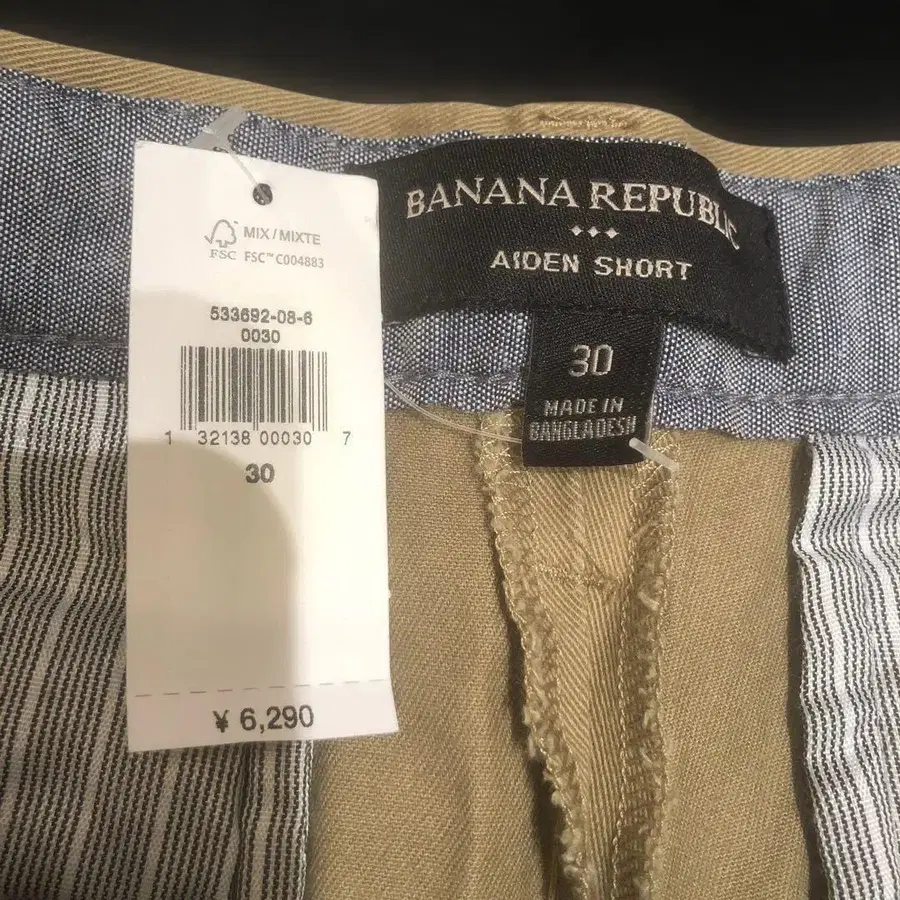 MIX / MIXTE
FSC FSC™ C004883
533692-08-6
0030
1 32138 00030 7
30
¥ 6,290
BANANA REPUBLIC
AIDEN SHORT
30
MADE IN
BANGLADESH